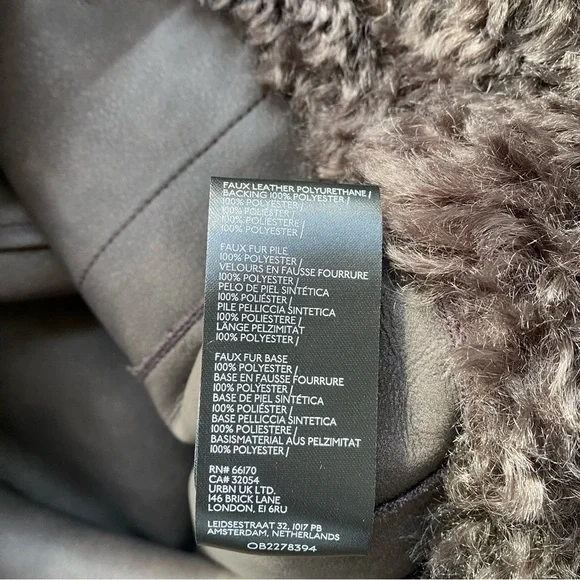 FAUX LEATHER POLYURETHANE /
BACKING 100% POLYESTER /
100% POLYESTER /
100% POLIÉSTER /
100% POLIESTERE /
100% POLYESTER /
FAUX FUR PILE
100% POLYESTER /
VELOURS EN FAUSSE FOURRURE
100% POLYESTER /
PELO DE PIEL SINTÉTICA
100% POLIÉSTER /
PILE PELLICCIA SINTETICA
100% POLIESTERE /
LÄNGE PELZIMITAT
100% POLYESTER /
FAUX FUR BASE
100% POLYESTER /
BASE EN FAUSSE FOURRURE
100% POLYESTER /
BASE DE PIEL SINTÉTICA
100% POLIÉSTER /
BASE PELLICCIA SINTETICA
100% POLIESTERE /
BASISMATERIAL AUS PELZIMITAT
100% POLYESTER /
RN# 66170
CA# 32054
URBN UK LTD.
146 BRICK LANE
LONDON, E1 6RU
LEIDSESTRAAT 32, 1017 PB
AMSTERDAM, NETHERLANDS
OB2278394